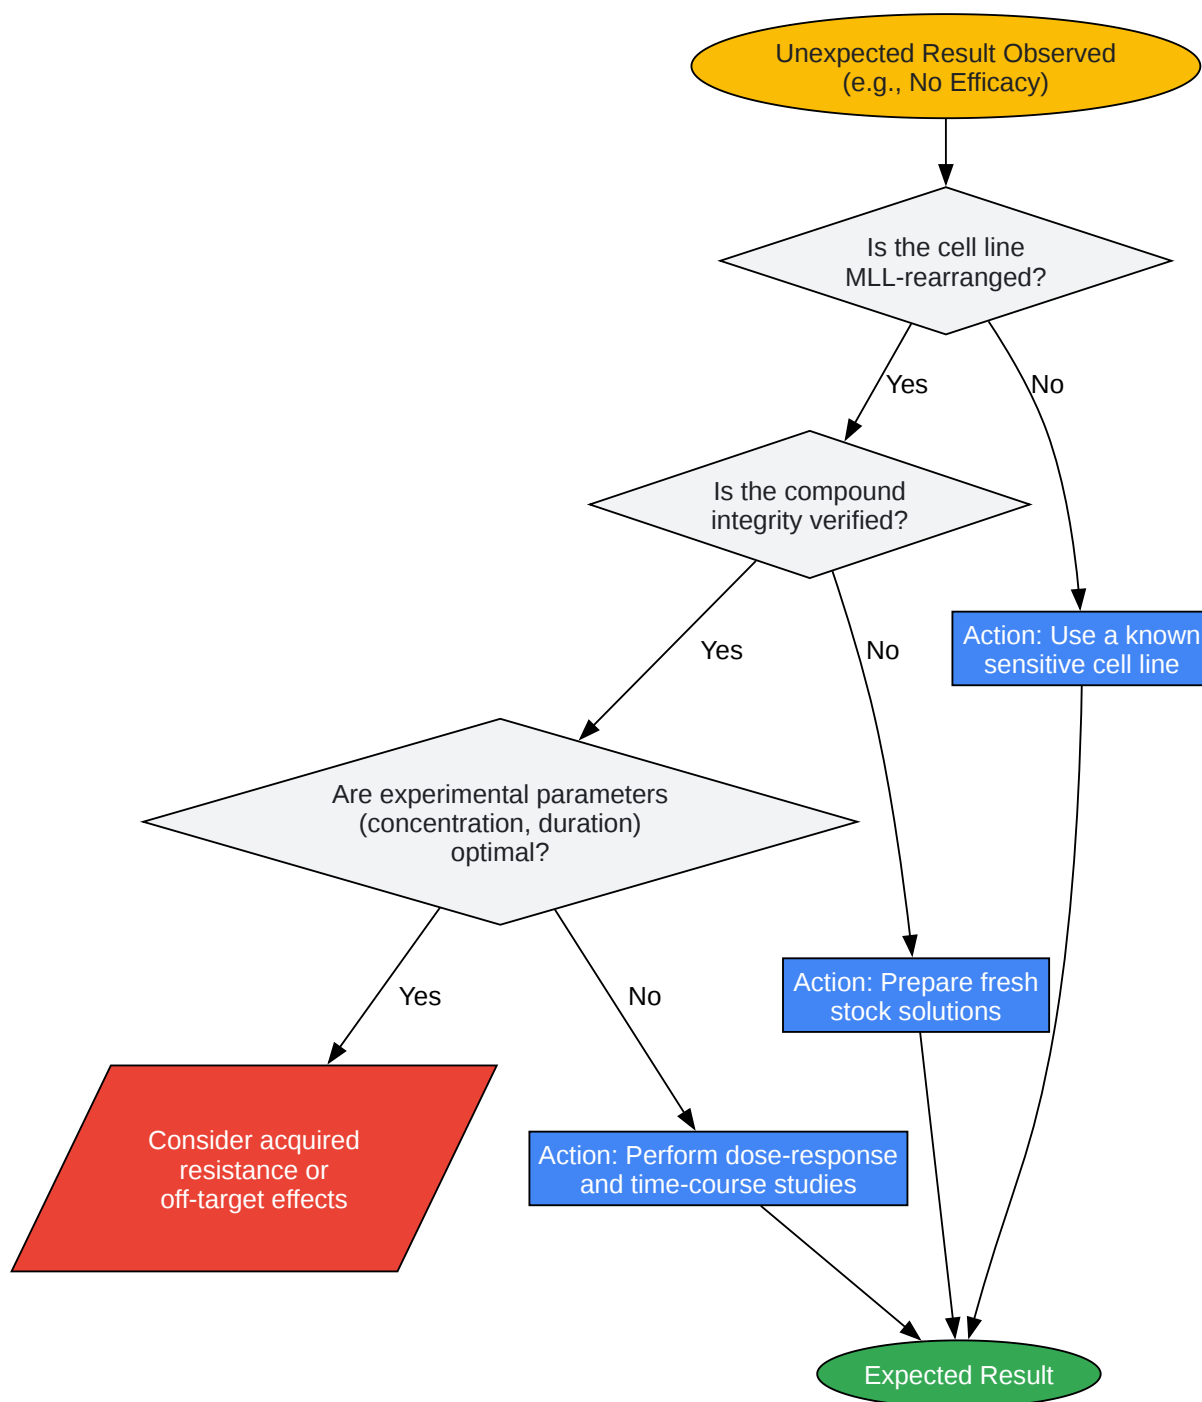 Unexpected Result Observed
(e.g., No Efficacy)
Is the cell line
MLL-rearranged?
Yes
No
Is the compound
integrity verified?
Yes
No
Action: Use a known
sensitive cell line
Are experimental parameters
(concentration, duration)
optimal?
Yes
No
Action: Prepare fresh
stock solutions
Consider acquired
resistance or
off-target effects
Action: Perform dose-response
and time-course studies
Expected Result